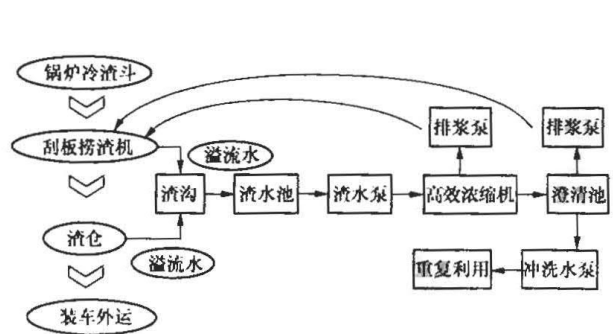 锅炉冷渣斗
排浆泵
排浆泵
刮板捞渣机
溢流水
渣沟
渣水池
渣水泵
高效浓缩机
澄清池
渣仓
溢流水
重复利用
冲洗水泵
装车外运